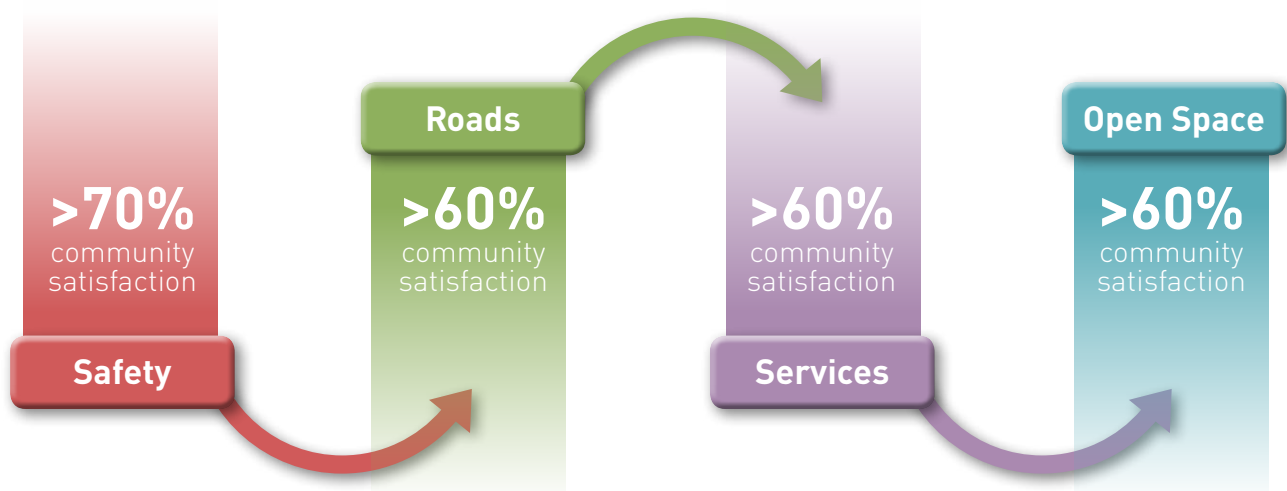 Safety
>70%
community
satisfaction
Roads
>60%
community
satisfaction
Services
>60%
community
satisfaction
Open Space
>60%
community
satisfaction